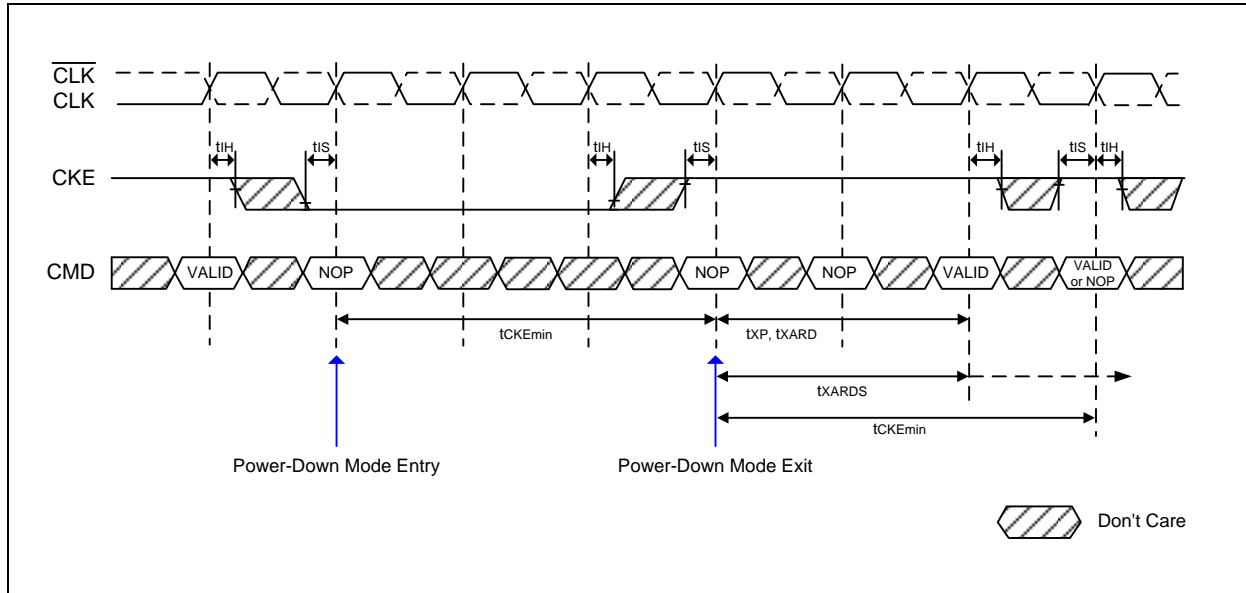 CLK
CLK
tIH tIS tIH tIS tIH tIS tIH
CKE
CMD VALID NOP NOP NOP VALID VALID or NOP
tCKEmin tXP, tXARD
tXARDS
tCKEmin
Power-Down Mode Entry Power-Down Mode Exit
Don't Care